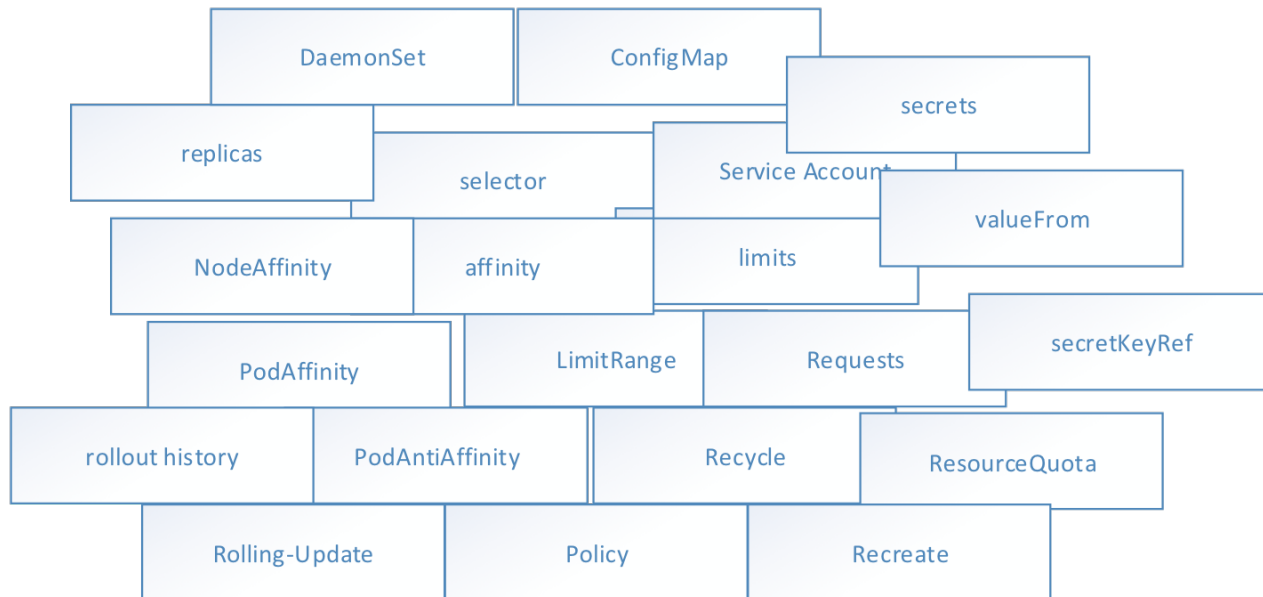 DaemonSet
ConfigMap
secrets
replicas
selector
Service Account
valueFrom
NodeAffinity
affinity
limits
secretKeyRef
PodAffinity
LimitRange
Requests
rollout history
PodAntiAffinity
Recycle
ResourceQuota
Rolling-Update
Policy
Recreate